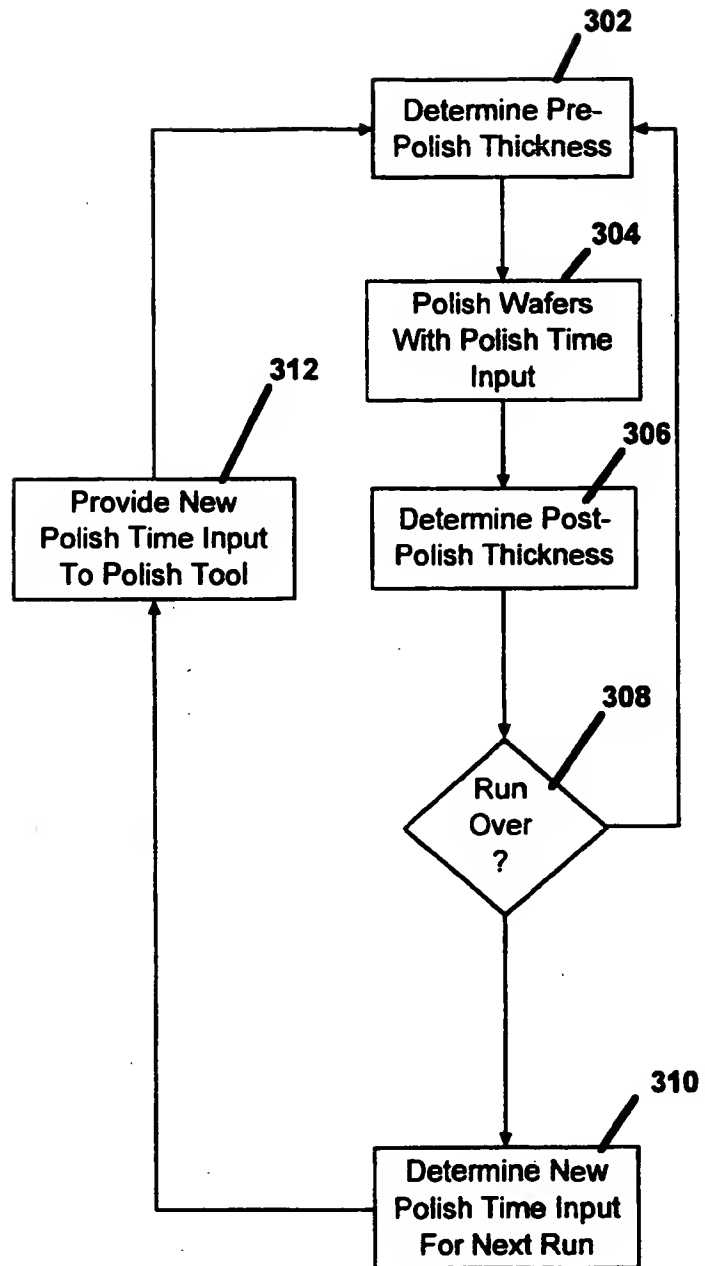 302
Determine Pre-
Polish Thickness
304
Polish Wafers
With Polish Time
Input
312
306
Provide New
Polish Time Input
To Polish Tool
Determine Post-
Polish Thickness
308
Run
Over
?
310
Determine New
Polish Time Input
For Next Run